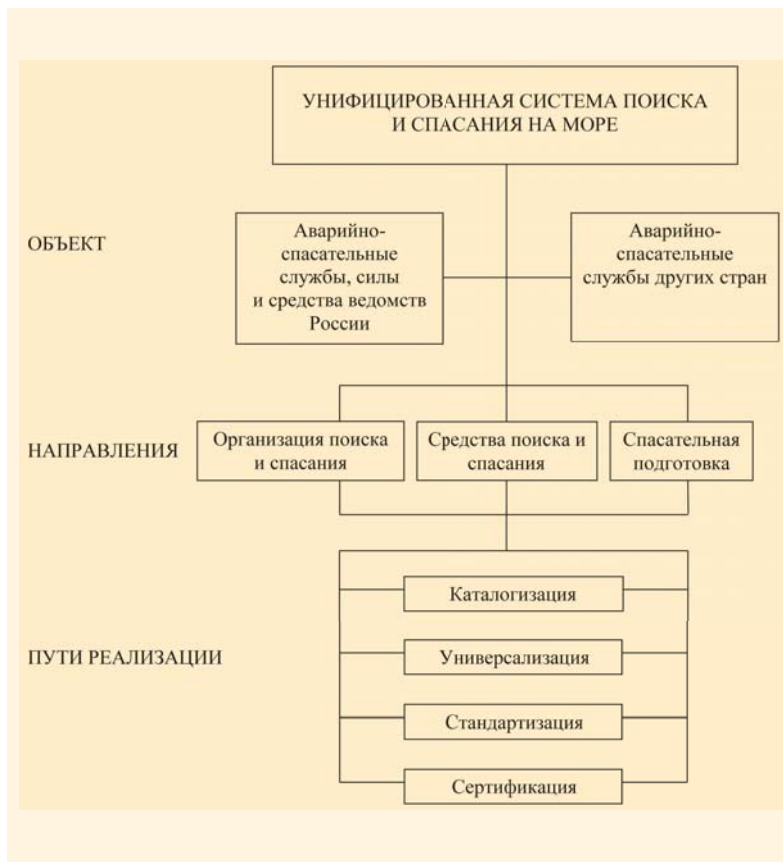 УНИФИЦИРОВАННАЯ СИСТЕМА ПОИСКА
И СПАСАНИЯ НА МОРЕ
ОБЪЕКТ
Аварийно-
спасательные
службы, силы
и средства ведомств
России
Аварийно-
спасательные
службы других стран
НАПРАВЛЕНИЯ
Организация поиска
и спасания
Средства поиска и
спасания
Спасательная
подготовка
ПУТИ РЕАЛИЗАЦИИ
Каталогизация
Универсализация
Стандартизация
Сертификация